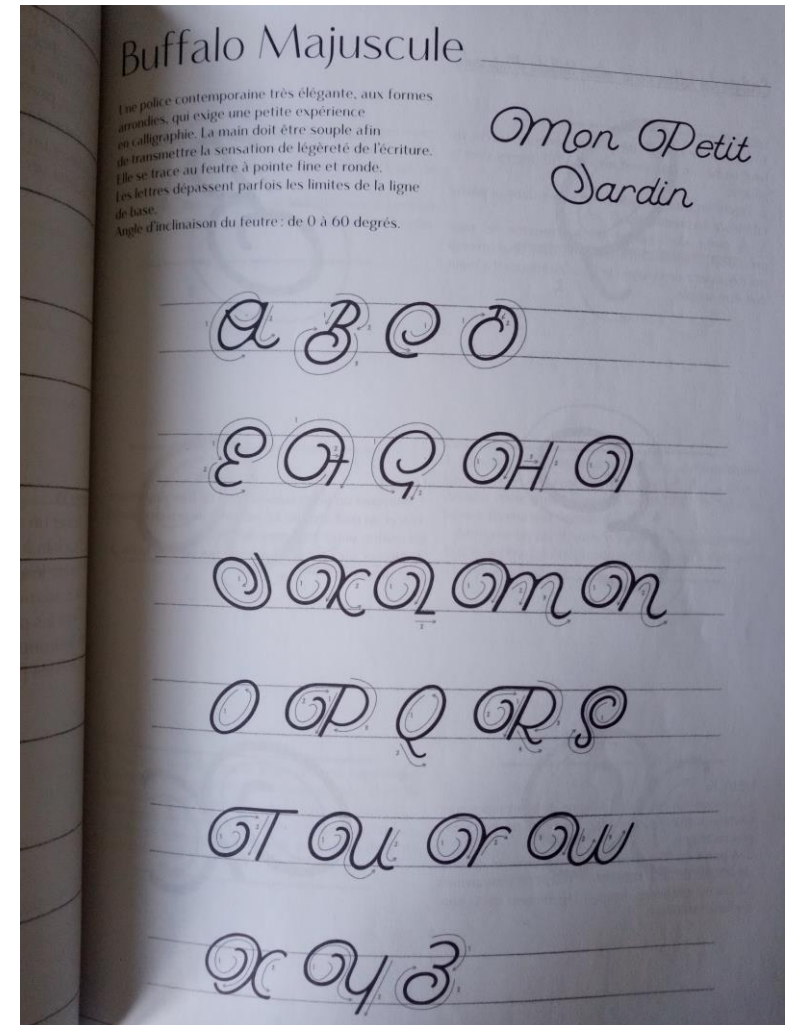 Buffalo Majuscule
Une police contemporaine très élégante, aux formes
arrondies, qui exige une petite expérience
en calligraphie. La main doit être souple afin
de transmettre la sensation de légèreté de l'écriture.
Elle se trace au feutre à pointe fine et ronde.
Les lettres dépassent parfois les limites de la ligne
de base.
Angle d'inclinaison du feutre : de 0 à 60 degrés.
Mon Petit
Jardin
A B C D
E F G H I
J K L M N
O P Q R S
T U V W
X Y Z